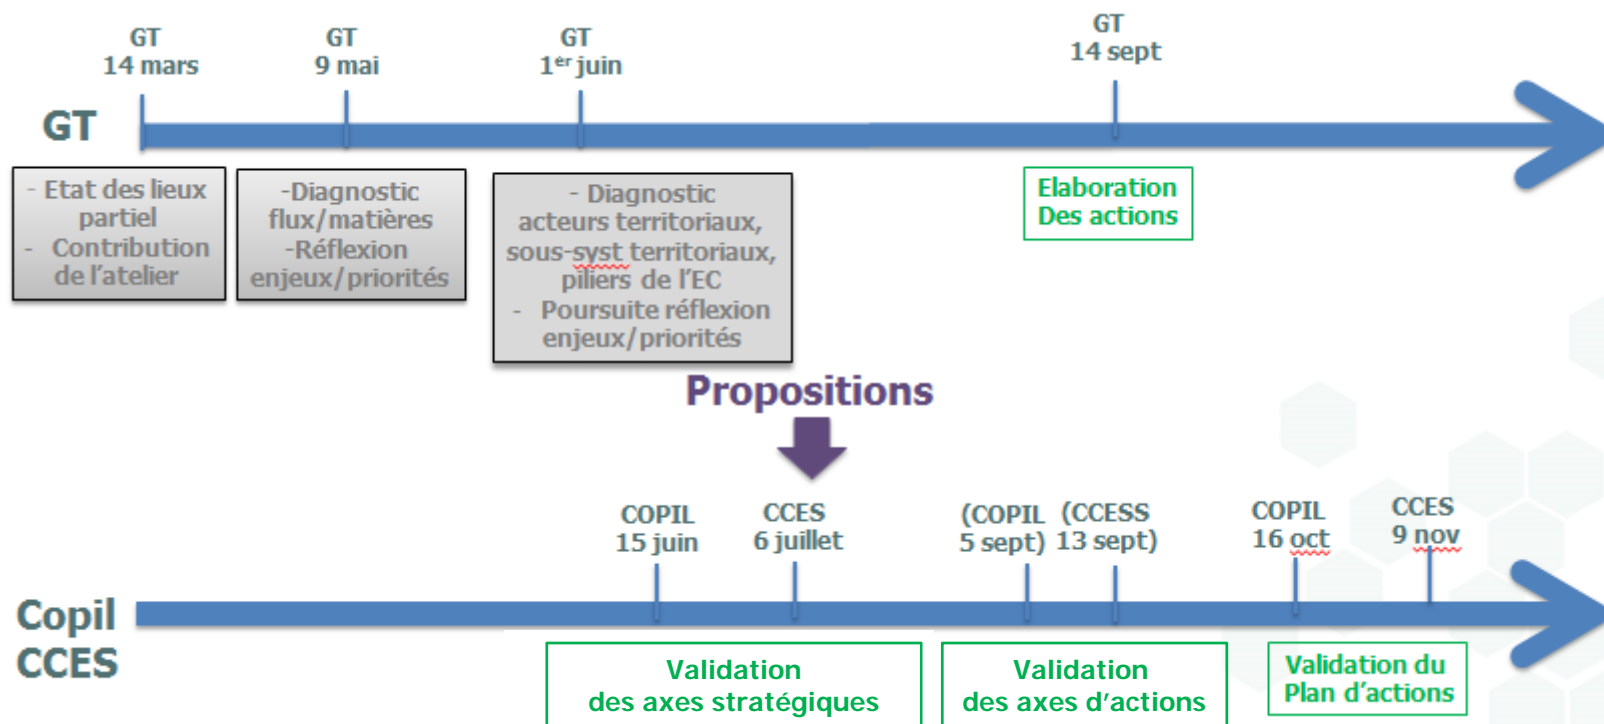 GT
14 mars
GT
9 mai
GT
1er juin
GT
14 sept
GT
- Etat des lieux
partiel
- Contribution
de l'atelier
-Diagnostic
flux/matières
-Réflexion
enjeux/priorités
- Diagnostic
acteurs territoriaux,
sous-syst territoriaux,
piliers de l'EC
- Poursuite réflexion
enjeux/priorités
Elaboration
Des actions
Propositions
COPIL
15 juin
CCES
6 juillet
(COPIL
5 sept)
(CCESS
13 sept)
COPIL
16 oct
CCES
9 nov
Copil
CCES
Validation
des axes stratégiques
Validation
des axes d'actions
Validation du
Plan d'actions